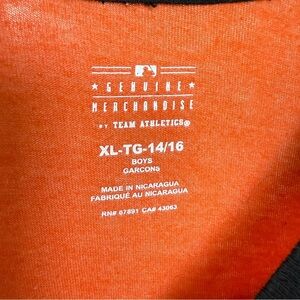 GENUINE
MERCHANDISE
BY TEAM ATHLETICS®
XL-TG-14/16
BOYS
GARCONS
MADE IN NICARAGUA
FABRIQUÉ AU NICARAGUA
RN# 07891 CA# 43063